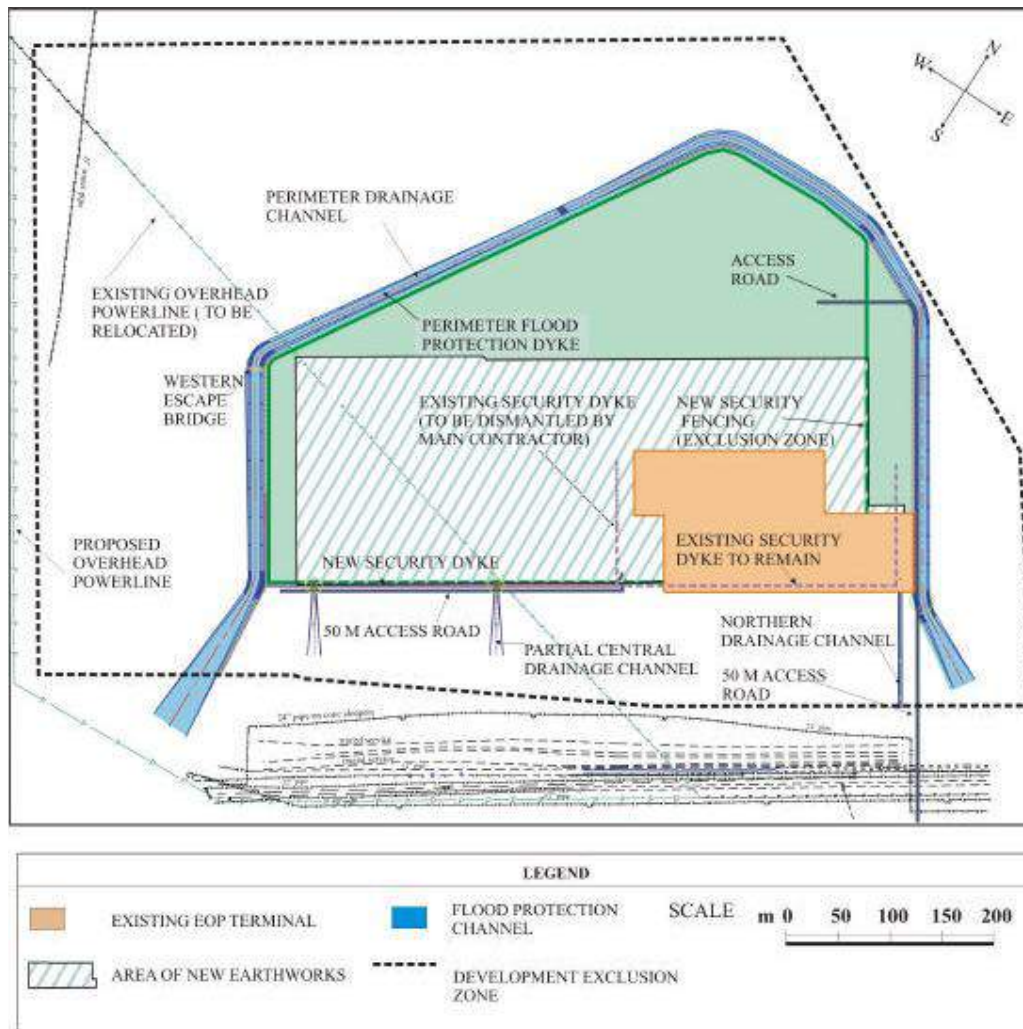 N
W
E
S
PERIMETER DRAINAGE
CHANNEL
ACCESS
ROAD
EXISTING OVERHEAD
POWERLINE ( TO BE
RELOCATED)
PERIMETER FLOOD
PROTECTION DYKE
WESTERN
ESCAPE
BRIDGE
EXISTING SECURITY DYKE
(TO BE DISMANTLED BY
MAIN CONTRACTOR)
NEW SECURITY
FENCING
(EXCLUSION ZONE)
PROPOSED
OVERHEAD
POWERLINE
NEW SECURITY DYKE
EXISTING SECURITY
DYKE TO REMAIN
50 M ACCESS ROAD
PARTIAL CENTRAL
DRAINAGE CHANNEL
NORTHERN
DRAINAGE CHANNEL
50 M ACCESS
ROAD
LEGEND
EXISTING EOP TERMINAL
FLOOD PROTECTION
CHANNEL
SCALE m 0 50 100 150 200
AREA OF NEW EARTHWORKS
DEVELOPMENT EXCLUSION
ZONE